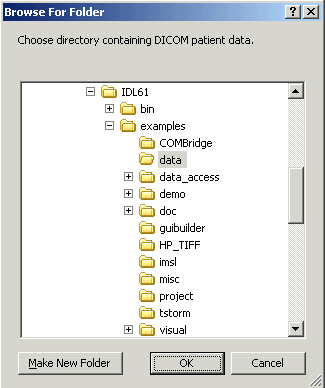 Browse For Folder
Choose directory containing DICOM patient data.
IDL61
bin
examples
COMBridge
data
data_access
demo
doc
guibuilder
HP_TIFF
imsl
misc
project
tstorm
visual
Make New Folder OK Cancel